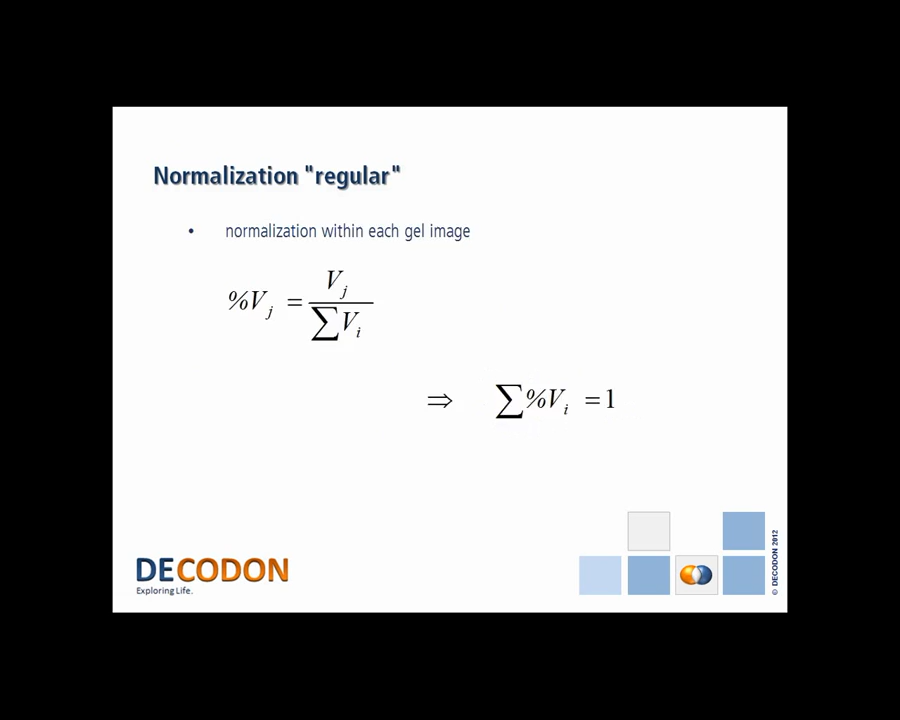 Normalization "regular"
• normalization within each gel image
%V_j = V_j / ∑V_i
⇒ ∑%V_i = 1
DECODON
Exploring Life.
© DECODON 2012